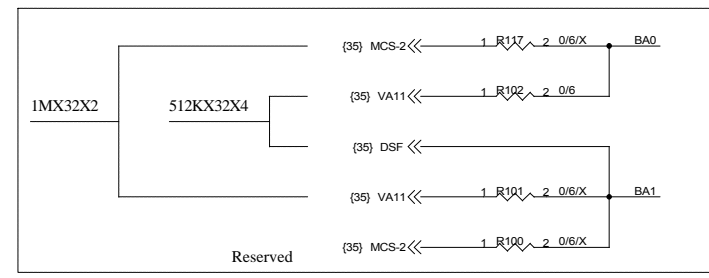 {35} MCS-2 1 R117 2 0/6/X BA0
1MX32X2 512KX32X4 {35} VA11 1 R102 2 0/6
{35} DSF
{35} VA11 1 R101 2 0/6/X BA1
Reserved {35} MCS-2 1 R100 2 0/6/X